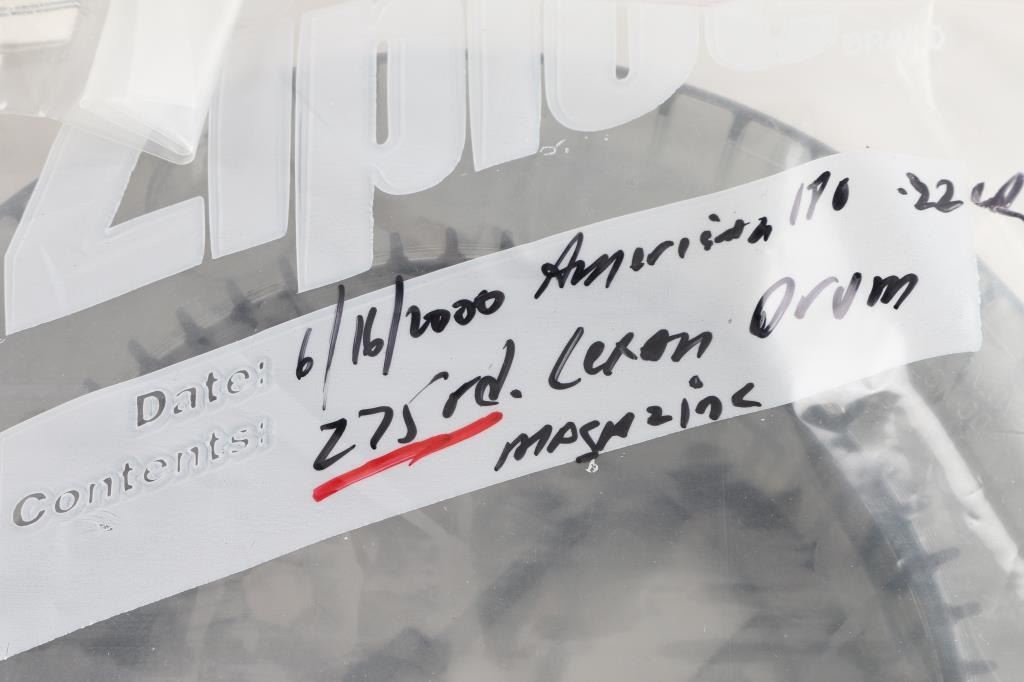 Ziploc
Date: 6/16/2000 American 180 .22 cal
Contents: 275 rd. Lexan Drum
magazine